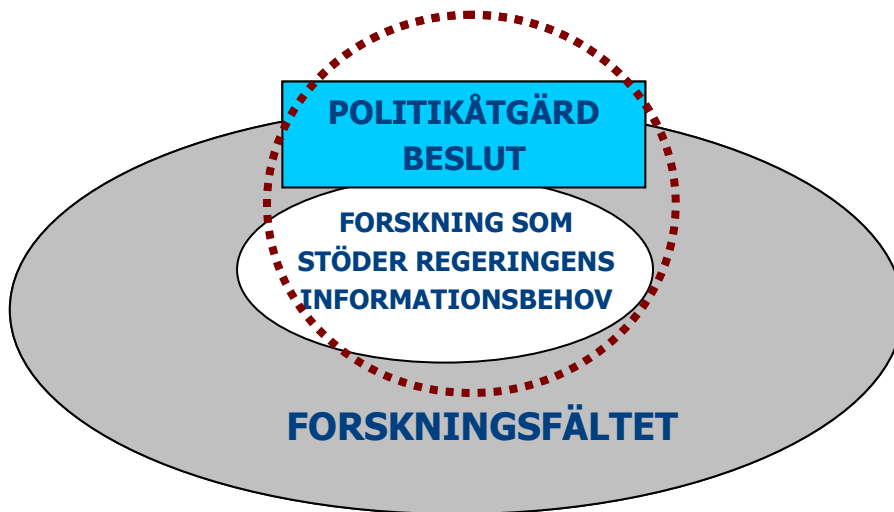 POLITIKÅTGÄRD
BESLUT
FORSKNING SOM
STÖDER REGERINGENS
INFORMATIONSBEHOV
FORSKNINGSFÄLTET